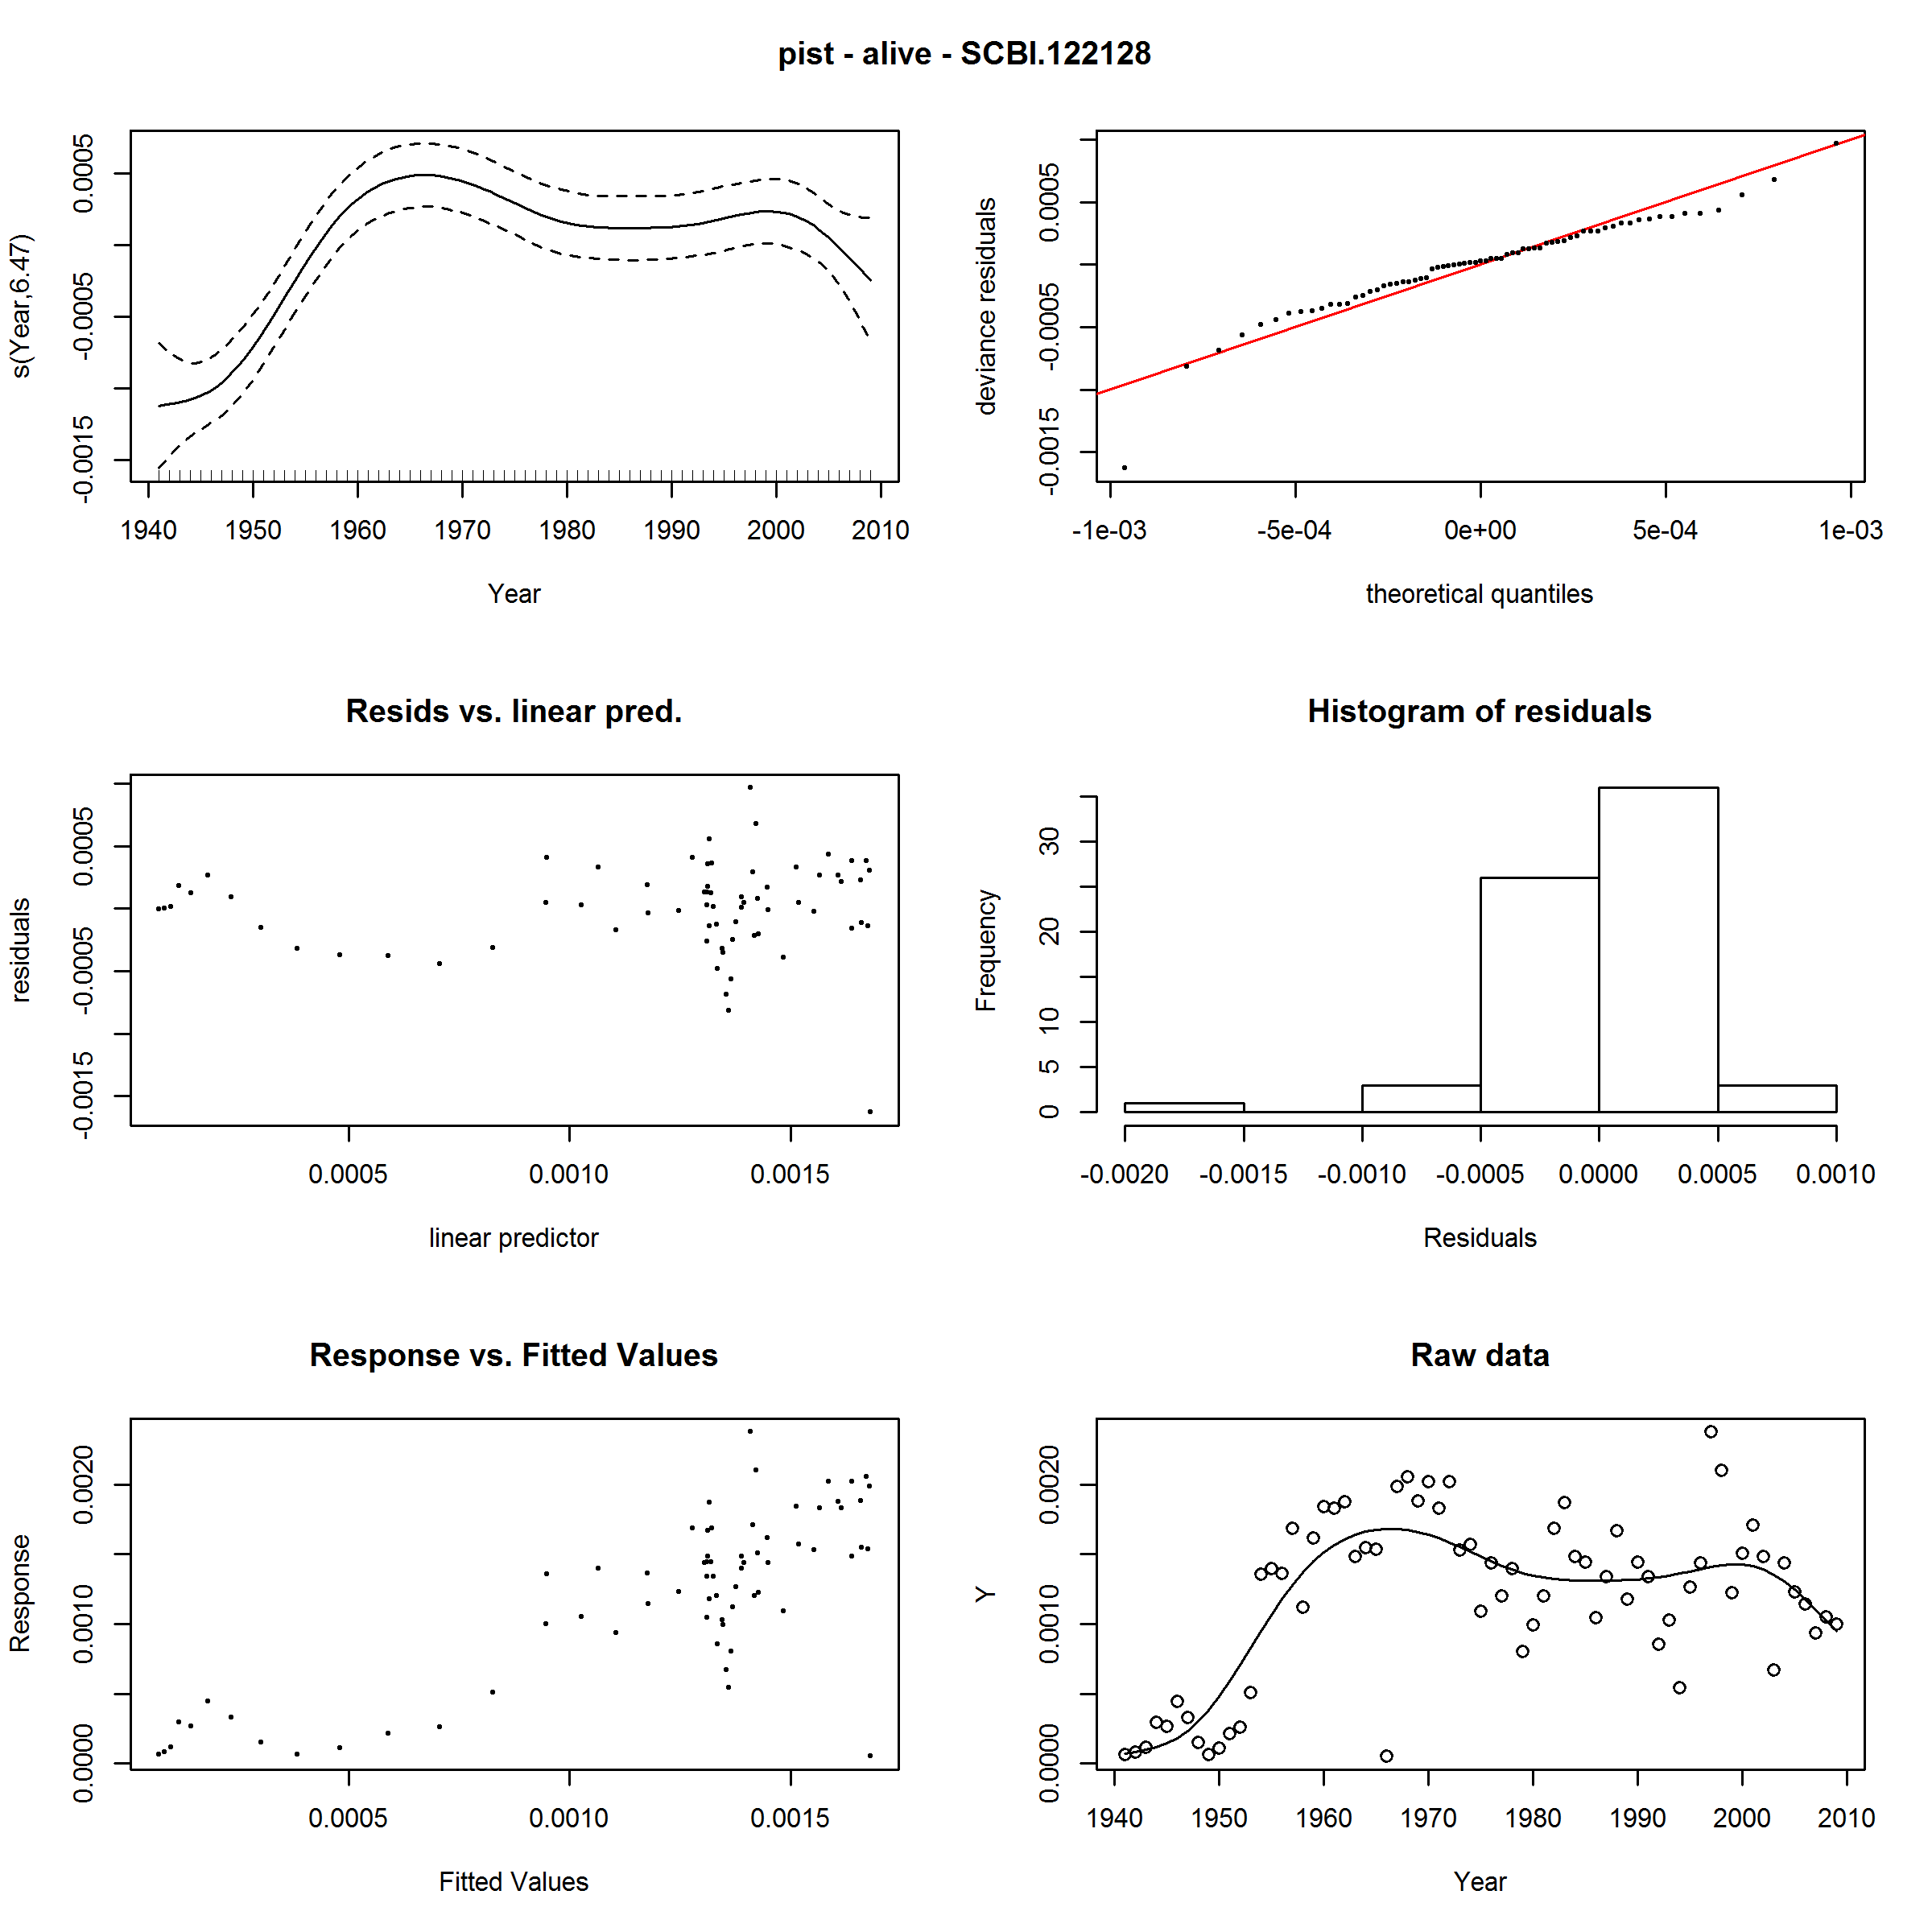 pist - alive - SCBI.122128
s(Year,6.47)
0.0005
-0.0005
-0.0015
1940 1950 1960 1970 1980 1990 2000 2010
Year
deviance residuals
0.0005
-0.0005
-0.0015
-1e-03 -5e-04 0e+00 5e-04 1e-03
theoretical quantiles
Resids vs. linear pred.
residuals
0.0005
-0.0005
-0.0015
0.0005 0.0010 0.0015
linear predictor
Histogram of residuals
Frequency
30
20
10
5
0
-0.0020 -0.0015 -0.0010 -0.0005 0.0000 0.0005 0.0010
Residuals
Response vs. Fitted Values
Response
0.0020
0.0010
0.0000
0.0005 0.0010 0.0015
Fitted Values
Raw data
Y
0.0020
0.0010
0.0000
1940 1950 1960 1970 1980 1990 2000 2010
Year